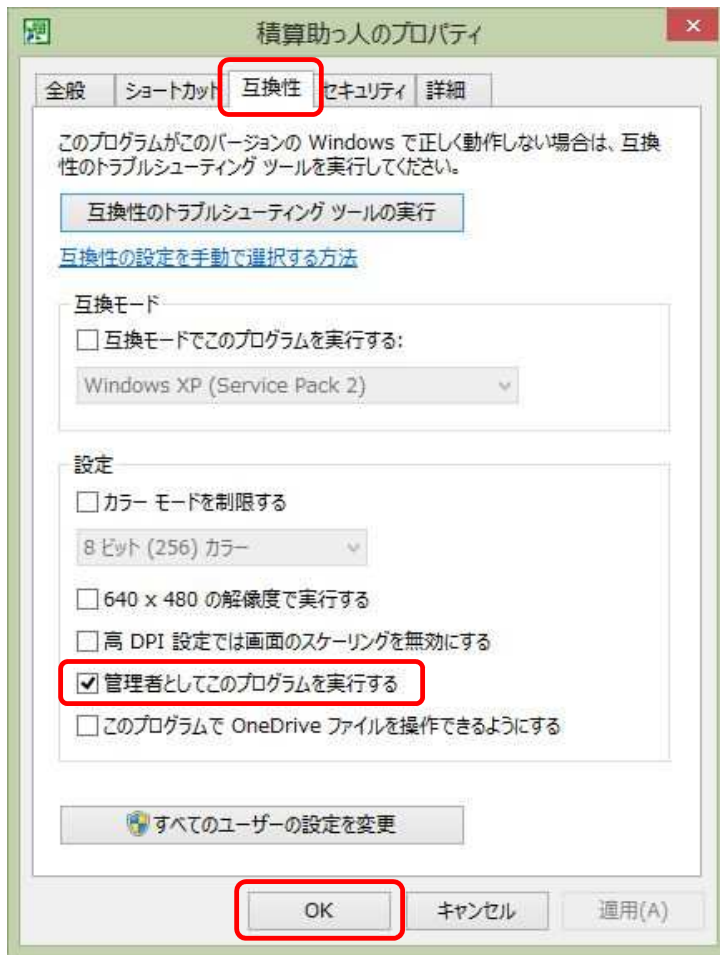 積算助っ人のプロパティ
全般 ショートカット 互換性 セキュリティ 詳細
このプログラムがこのバージョンの Windows で正しく動作しない場合は、互換
性のトラブルシューティング ツールを実行してください。
互換性のトラブルシューティング ツールの実行
互換性の設定を手動で選択する方法
互換モード
互換モードでこのプログラムを実行する:
Windows XP (Service Pack 2)
設定
カラー モードを制限する
8 ビット (256) カラー
640 x 480 の解像度で実行する
高 DPI 設定では画面のスケーリングを無効にする
管理者としてこのプログラムを実行する
このプログラムで OneDrive ファイルを操作できるようにする
すべてのユーザーの設定を変更
OK キャンセル 適用(A)